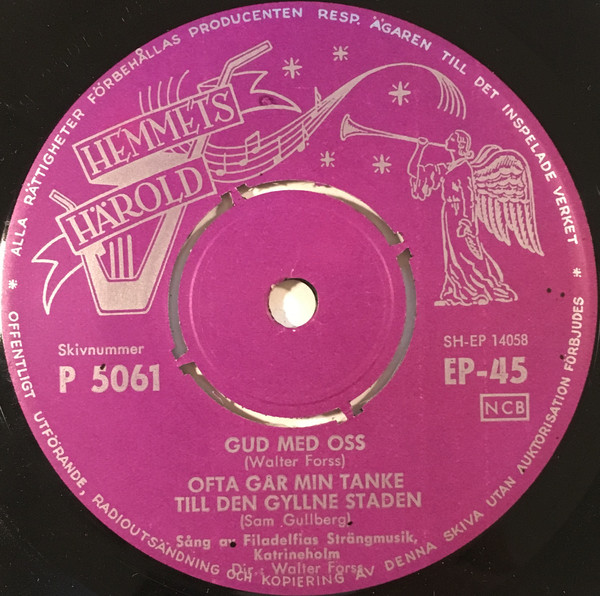 * ALLA RÄTTIGHETER FÖRBEHÅLLAS PRODUCENTEN RESP. ÄGAREN TILL DET INSPELADE VERKET *
OFFENTLIGT UTFÖRANDE, RADIOUTSÄNDNING OCH KOPIERING AV DENNA SKIVA UTAN AUKTORISATION FÖRBJUDES
HEMMETS
HÄROLD
Skivnummer
P 5061
SH-EP 14058
EP-45
NCB
GUD MED OSS
(Walter Forss)
OFTA GÅR MIN TANKE
TILL DEN GYLLNE STADEN
(Sam Gullberg)
Sång av Filadelfias Strängmusik,
Katrineholm
Dir.: Walter Forss